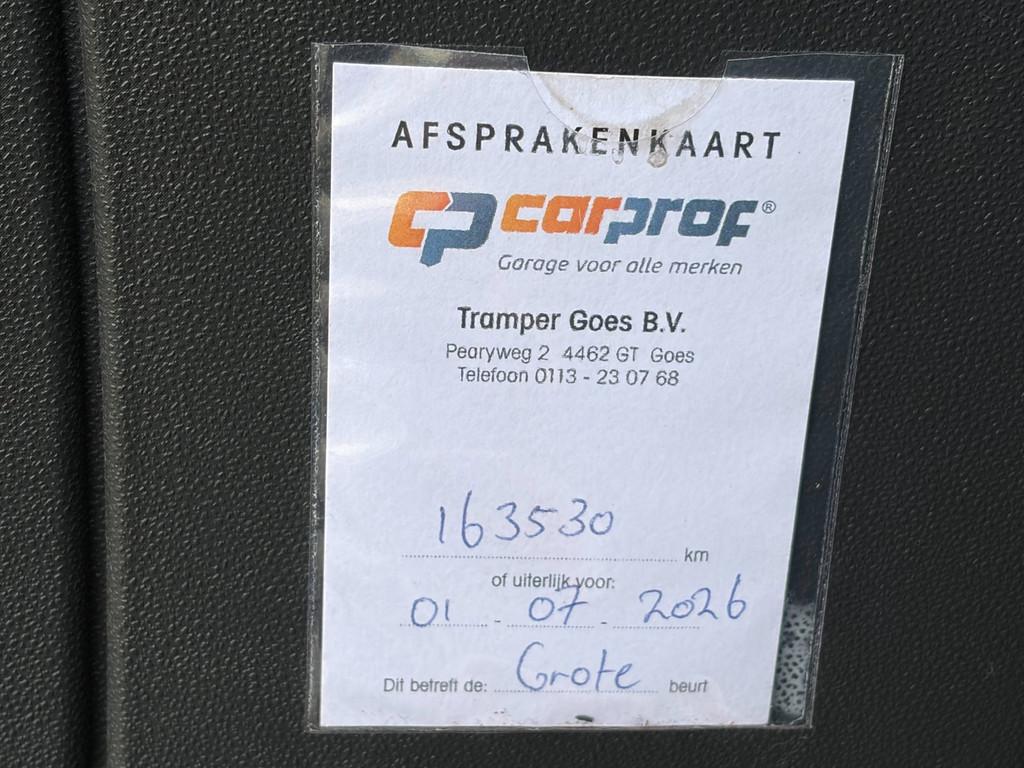 AFSPRAKENKAART
CP carprof®
Garage voor alle merken
Tramper Goes B.V.
Pearyweg 2 4462 GT Goes
Telefoon 0113 - 23 07 68
163530 km
of uiterlijk voor:
01 - 07 - 2026
Dit betreft de: Grote beurt